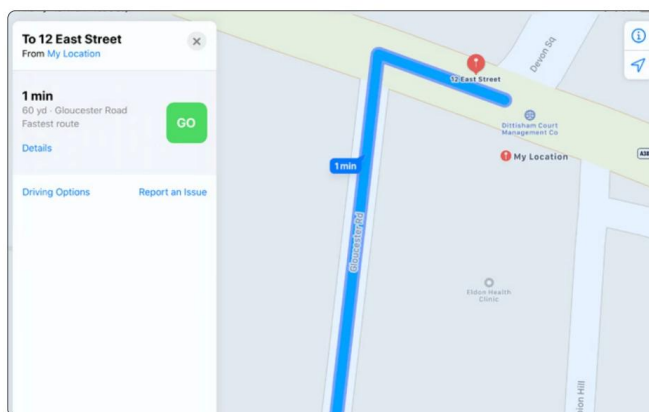 To 12 East Street
From My Location
1 min
60 yd · Gloucester Road
Fastest route
GO
Details
Driving Options
Report an Issue
Devon Sq
12 East Street
Dittisham Court
Management Co
My Location
1 min
Gloucester Rd
Eldon Health
Clinic